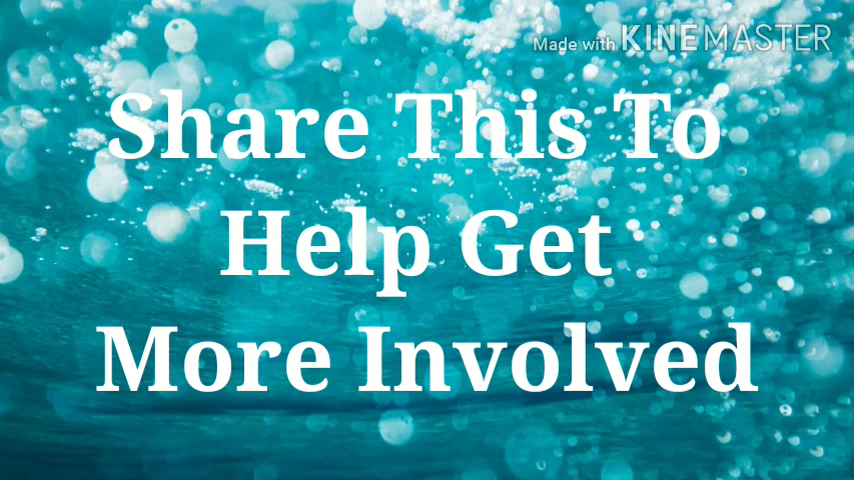 Made with KINEMASTER
Share This To
Help Get
More Involved